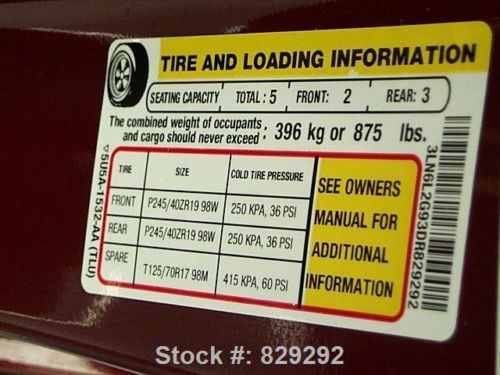 TIRE AND LOADING INFORMATION
SEATING CAPACITY TOTAL : 5 FRONT: 2 REAR: 3
The combined weight of occupants
and cargo should never exceed : 396 kg or 875 lbs.
TIRE SIZE COLD TIRE PRESSURE
FRONT P245/40ZR19 98W 250 KPA, 36 PSI
REAR P245/40ZR19 98W 250 KPA, 36 PSI
SPARE T125/70R17 98M 415 KPA, 60 PSI
SEE OWNERS
MANUAL FOR
ADDITIONAL
INFORMATION
5U5A-1532-AA (TLU)
3LN6L2G93DR829292
Stock #: 829292